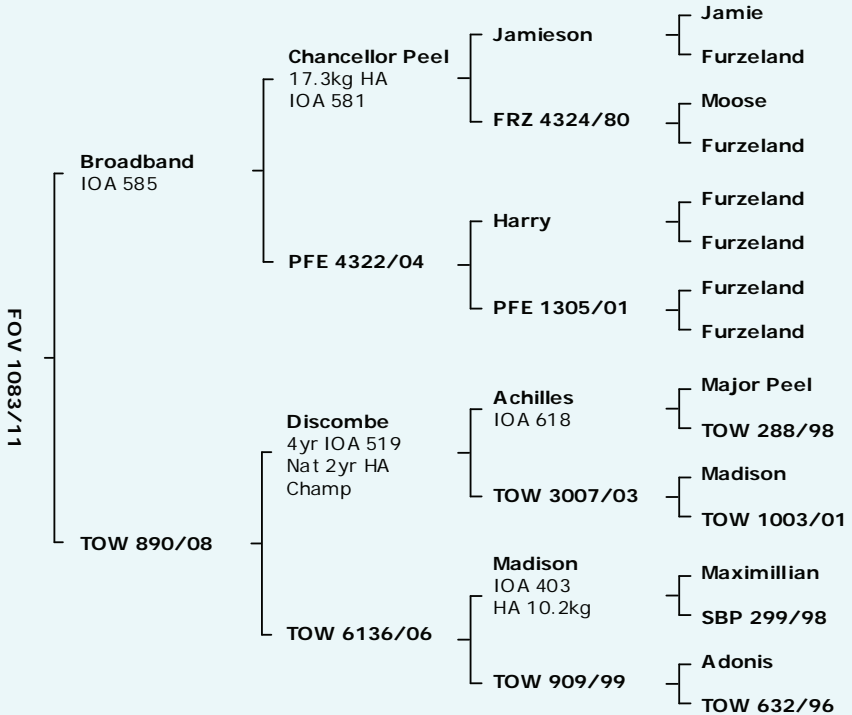 FOV 1083/11
Broadband
IOA 585
TOW 890/08
Chancellor Peel
17.3kg HA
IOA 581
PFE 4322/04
Discombe
4yr IOA 519
Nat 2yr HA
Champ
TOW 6136/06
Jamieson
FRZ 4324/80
Harry
PFE 1305/01
Achilles
IOA 618
TOW 3007/03
Madison
IOA 403
HA 10.2kg
TOW 909/99
Jamie
Furzeland
Moose
Furzeland
Furzeland
Furzeland
Furzeland
Furzeland
Major Peel
TOW 288/98
Madison
TOW 1003/01
Maximillian
SBP 299/98
Adonis
TOW 632/96